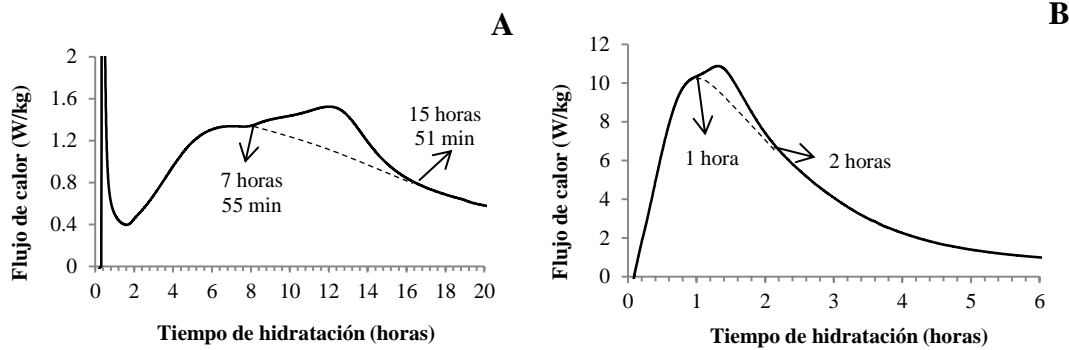 A
Flujo de calor (W/kg)
2
1.6
1.2
0.8
0.4
0
7 horas
55 min
15 horas
51 min
0 2 4 6 8 10 12 14 16 18 20
Tiempo de hidratación (horas)
B
Flujo de calor (W/kg)
12
10
8
6
4
2
0
1 hora
2 horas
0 1 2 3 4 5 6
Tiempo de hidratación (horas)